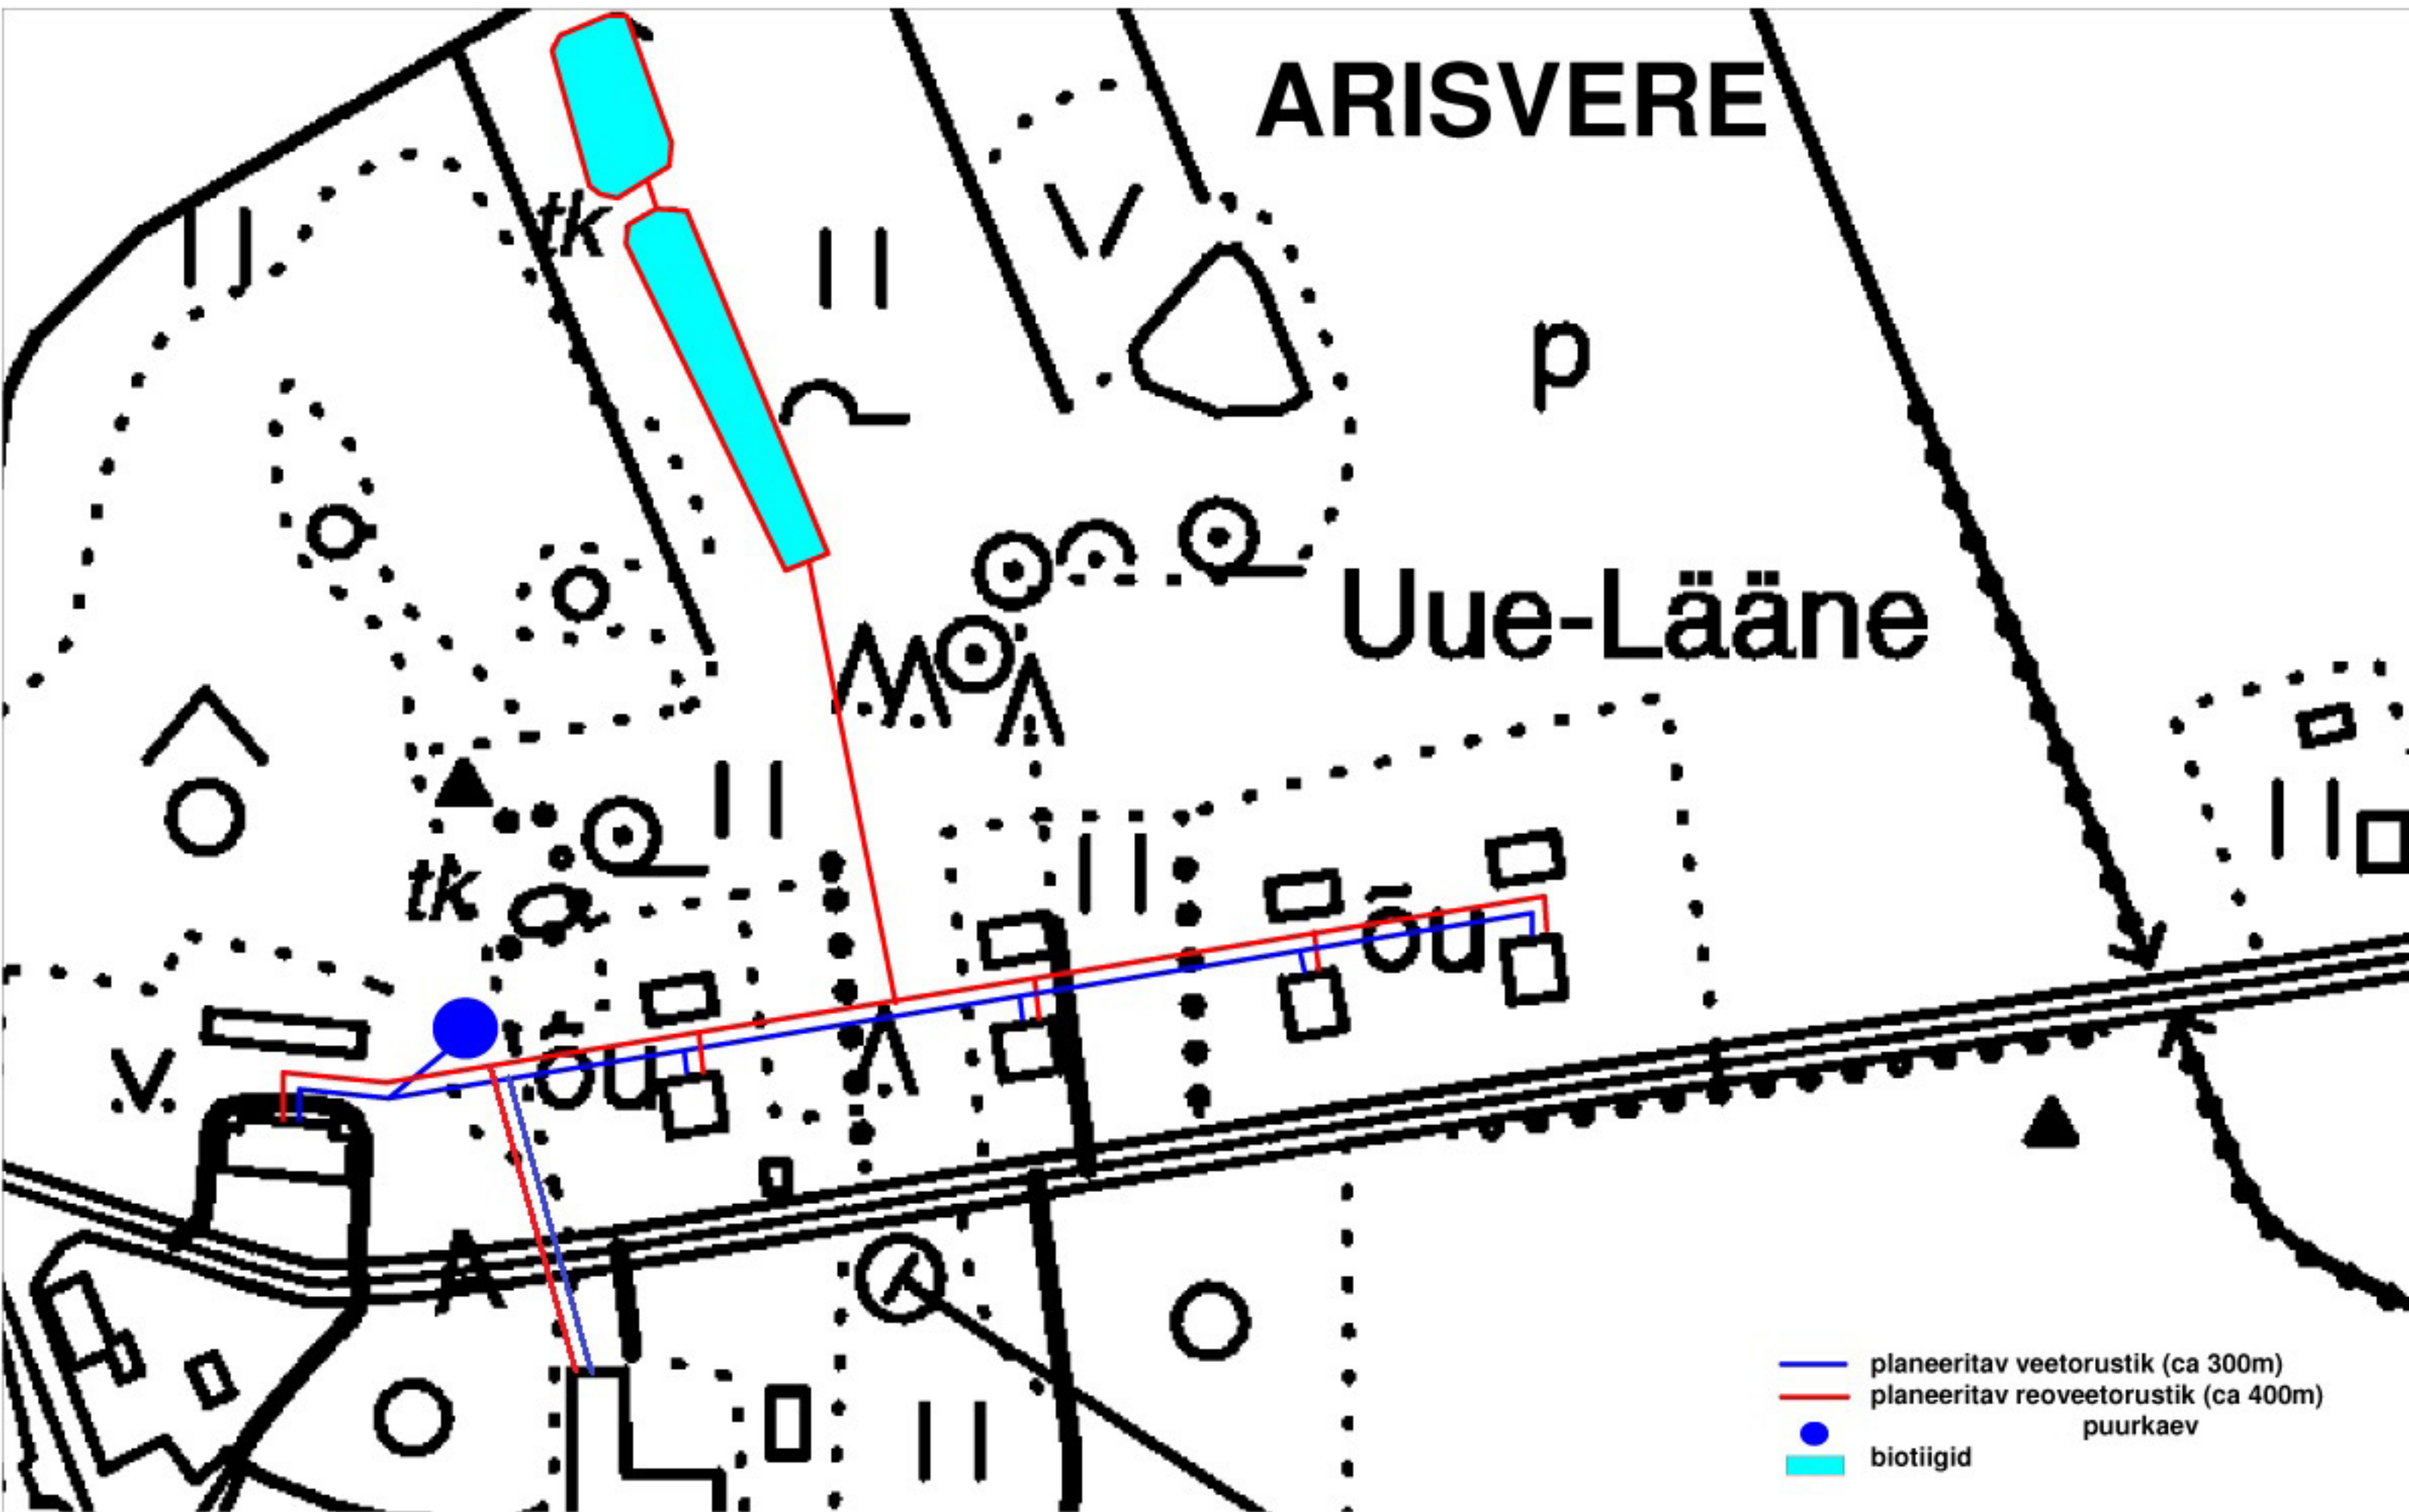 ARISVERE
tk
p
Uue-Lääne
tk
õu
õu
planeeritav veetorustik (ca 300m)
planeeritav reoveetorustik (ca 400m)
puurkaev
biotiigid